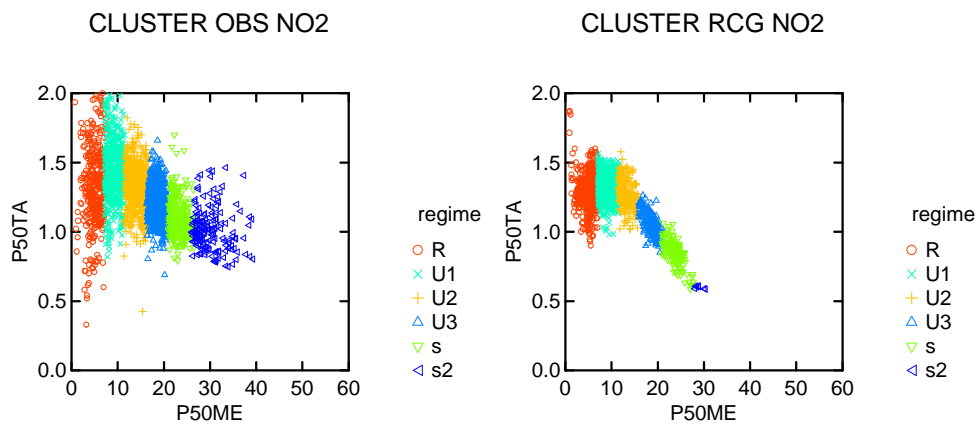 CLUSTER OBS NO2
2.0
1.5
1.0
0.5
0.0
P50TA
0 10 20 30 40 50 60
P50ME
regime
R
U1
U2
U3
s
s2
CLUSTER RCG NO2
2.0
1.5
1.0
0.5
0.0
P50TA
0 10 20 30 40 50 60
P50ME
regime
R
U1
U2
U3
s
s2